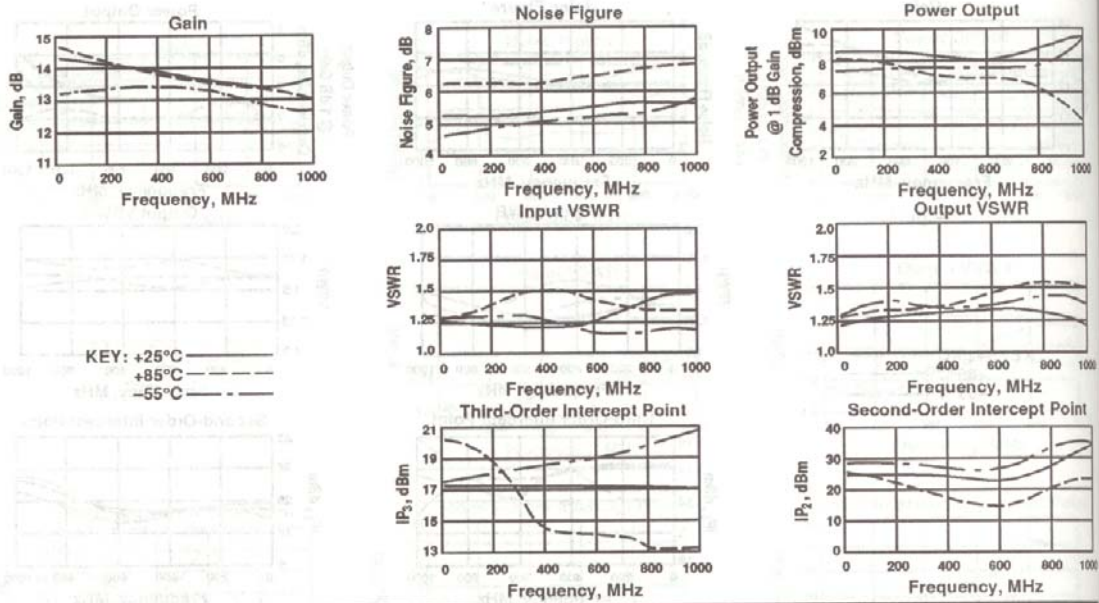 Gain
Gain, dB
15
14
13
12
11
0 200 400 600 800 1000
Frequency, MHz
Noise Figure
Noise Figure, dB
8
7
6
5
4
0 200 400 600 800 1000
Frequency, MHz
Power Output
Power Output
@ 1 dB Gain
Compression, dBm
10
8
6
4
2
0 200 400 600 800 1000
Frequency, MHz
Input VSWR
VSWR
2.0
1.75
1.5
1.25
1.0
0 200 400 600 800 1000
Frequency, MHz
Output VSWR
VSWR
2.0
1.75
1.5
1.25
1.0
0 200 400 600 800 1000
Frequency, MHz
KEY: +25°C
+85°C
–55°C
Third-Order Intercept Point
IP3, dBm
21
19
17
15
13
0 200 400 600 800 1000
Frequency, MHz
Second-Order Intercept Point
IP2, dBm
40
30
20
10
0
0 200 400 600 800 1000
Frequency, MHz